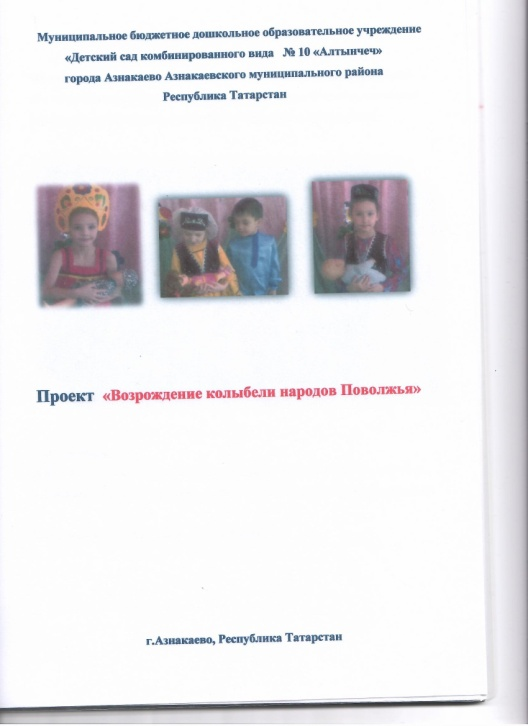 Муниципальное бюджетное дошкольное образовательное учреждение
«Детский сад комбинированного вида № 10 «Алтынчеч»
города Азнакаево Азнакаевского муниципального района
Республика Татарстан
Проект «Возрождение колыбели народов Поволжья»
г.Азнакаево, Республика Татарстан